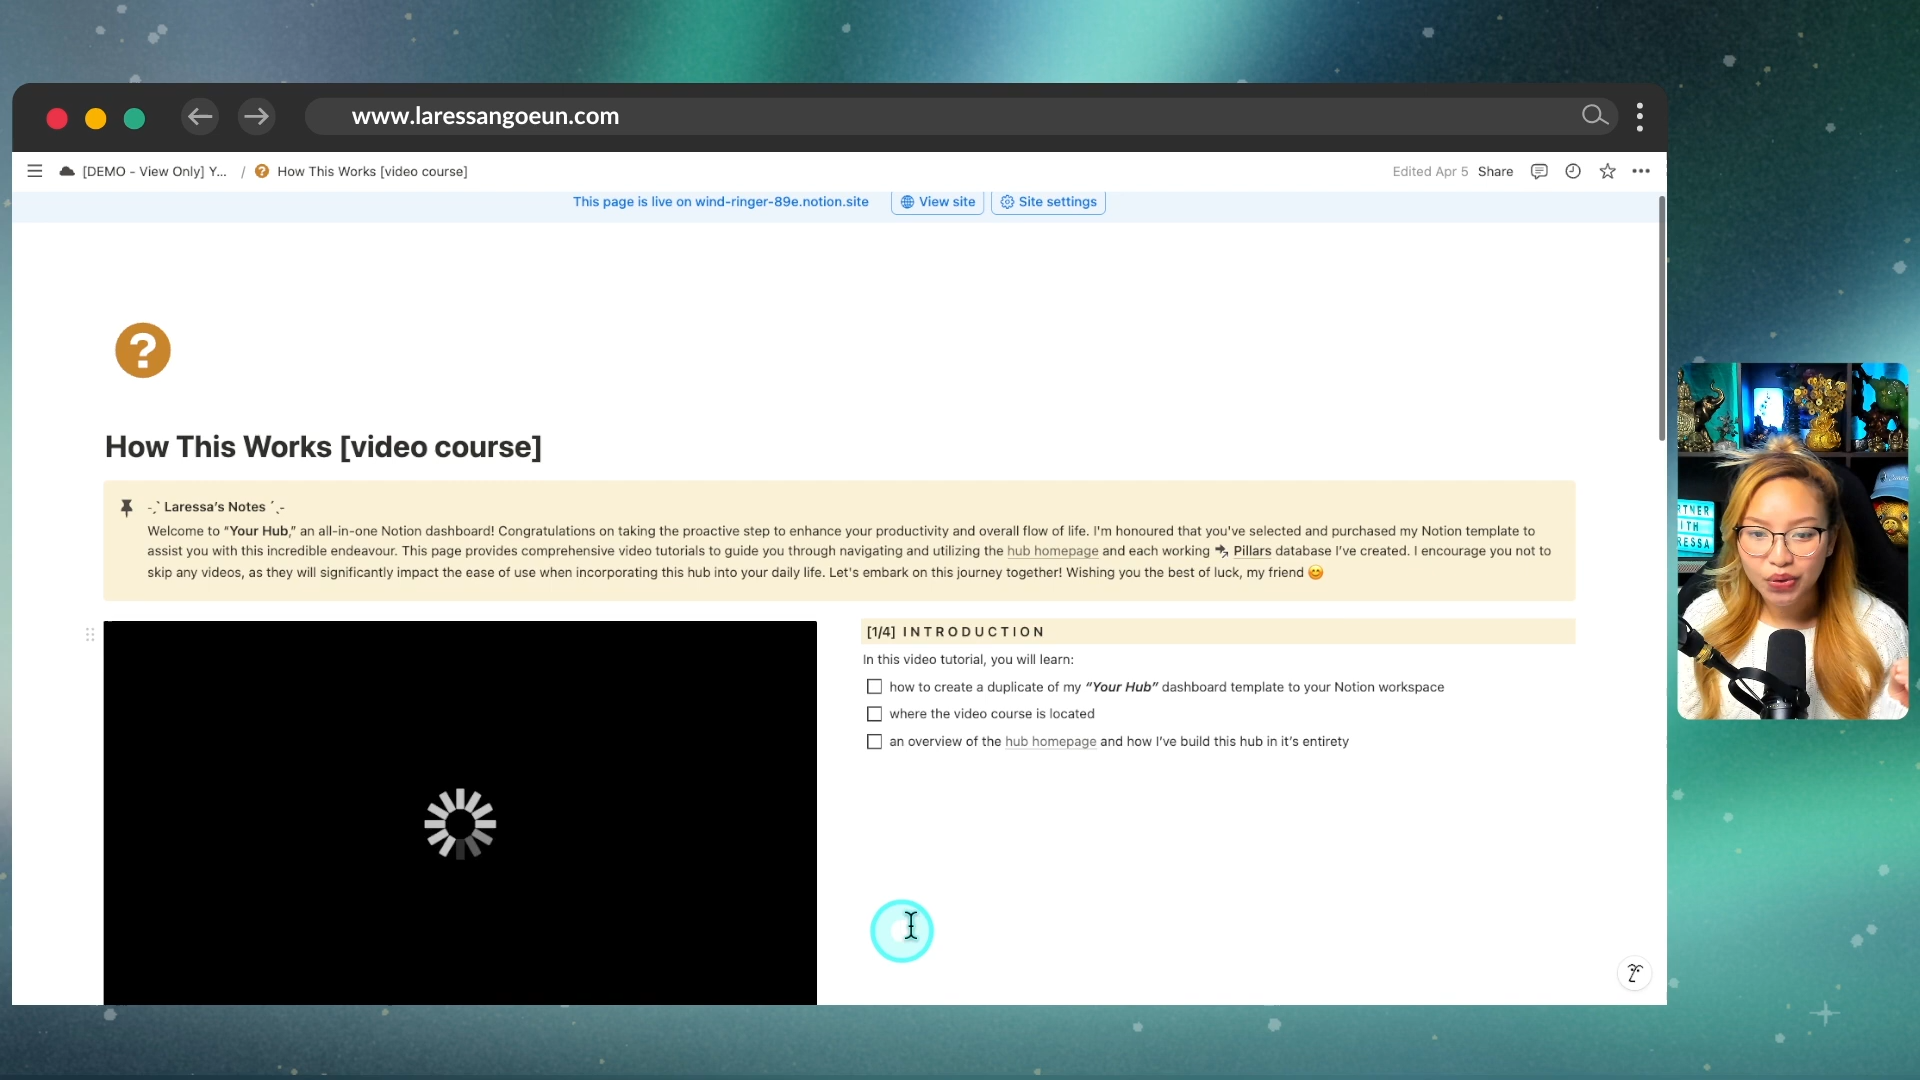 www.laressangoeun.com
[DEMO - View Only] Y... / How This Works [video course]
Edited Apr 5 Share
This page is live on wind-ringer-89e.notion.site View site Site settings
?
How This Works [video course]
-ˏ` Laressa's Notes ´ˎ-
Welcome to “Your Hub,” an all-in-one Notion dashboard! Congratulations on taking the proactive step to enhance your productivity and overall flow of life. I'm honoured that you've selected and purchased my Notion template to
assist you with this incredible endeavour. This page provides comprehensive video tutorials to guide you through navigating and utilizing the hub homepage and each working Pillars database I've created. I encourage you not to
skip any videos, as they will significantly impact the ease of use when incorporating this hub into your daily life. Let's embark on this journey together! Wishing you the best of luck, my friend 😊
[1/4] I N T R O D U C T I O N
In this video tutorial, you will learn:
how to create a duplicate of my “Your Hub” dashboard template to your Notion workspace
where the video course is located
an overview of the hub homepage and how I've build this hub in it's entirety